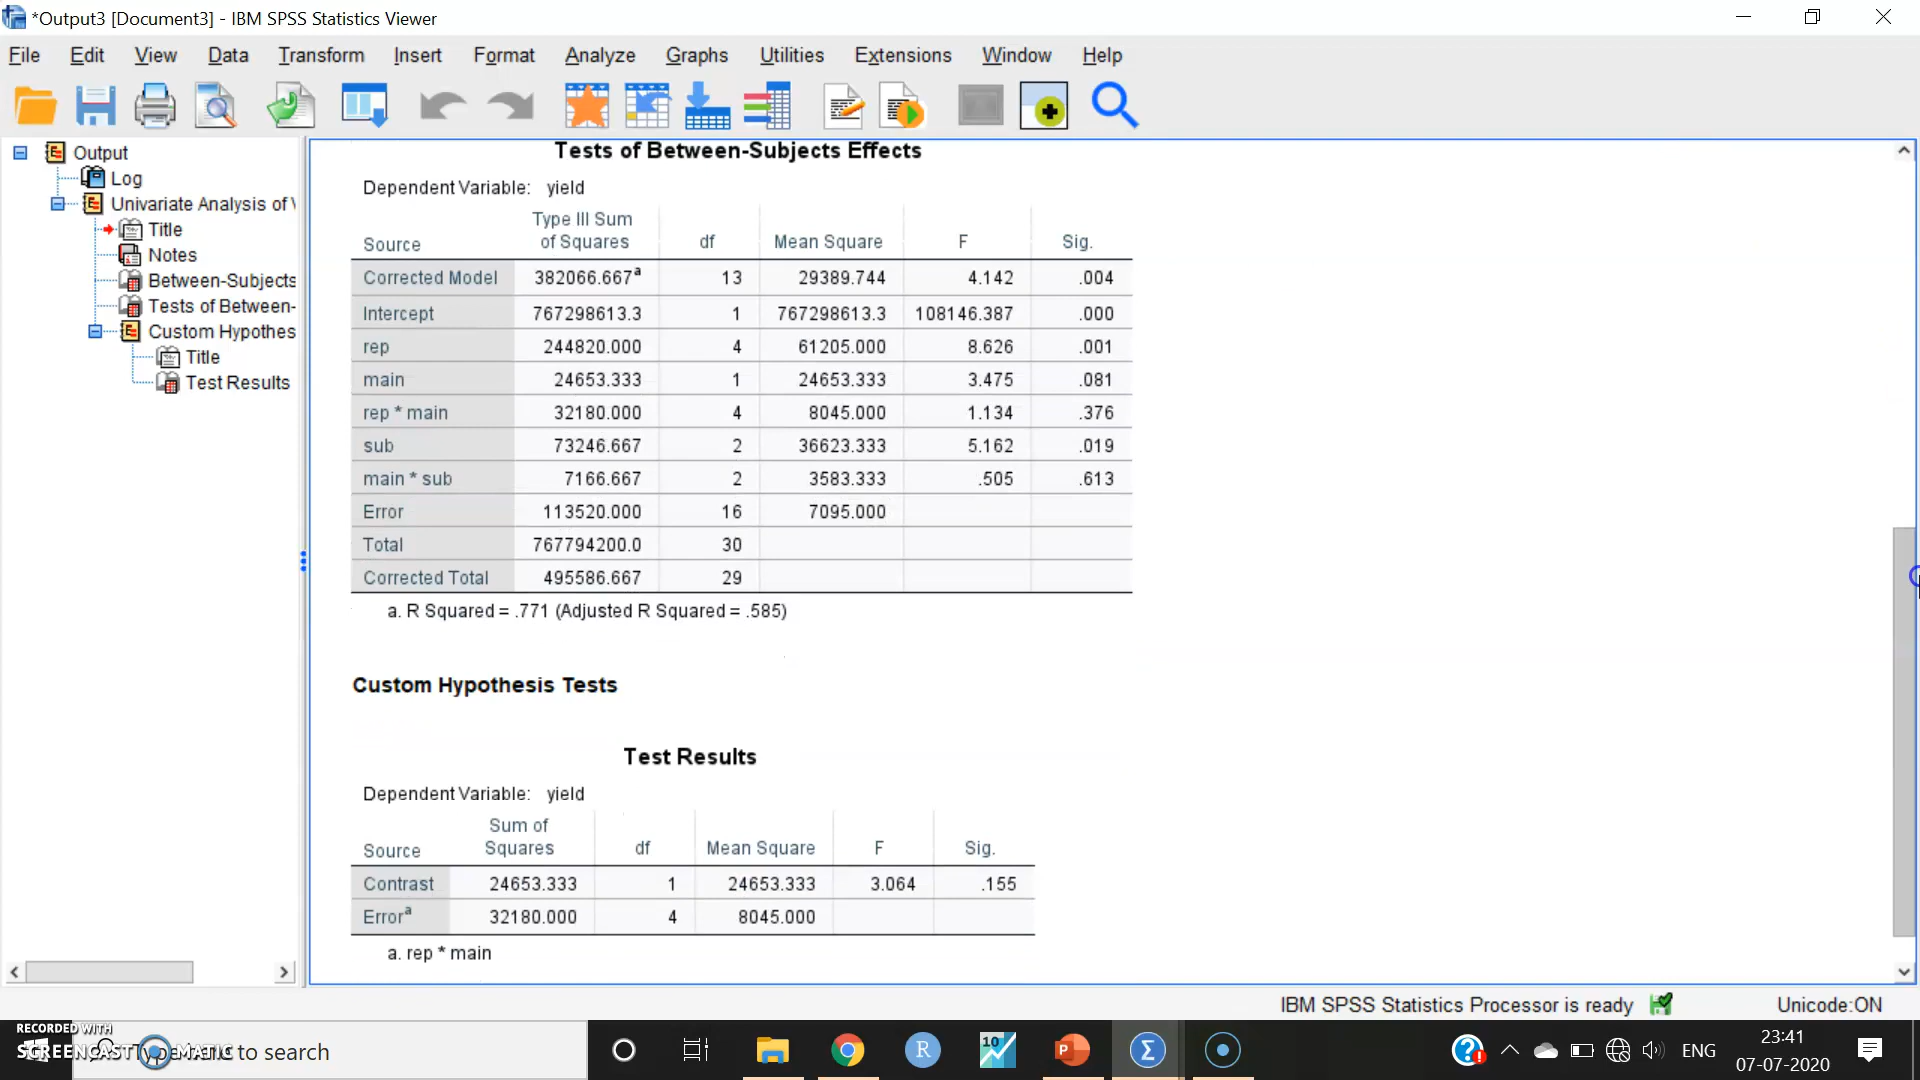 *Output3 [Document3] - IBM SPSS Statistics Viewer
File Edit View Data Transform Insert Format Analyze Graphs Utilities Extensions Window Help
Output
Log
Univariate Analysis of
Title
Notes
Between-Subjects
Tests of Between-
Custom Hypothes
Title
Test Results
Tests of Between-Subjects Effects
Dependent Variable: yield
Source Type III Sum of Squares df Mean Square F Sig.
Corrected Model 382066.667a 13 29389.744 4.142 .004
Intercept 767298613.3 1 767298613.3 108146.387 .000
rep 244820.000 4 61205.000 8.626 .001
main 24653.333 1 24653.333 3.475 .081
rep * main 32180.000 4 8045.000 1.134 .376
sub 73246.667 2 36623.333 5.162 .019
main * sub 7166.667 2 3583.333 .505 .613
Error 113520.000 16 7095.000
Total 767794200.0 30
Corrected Total 495586.667 29
a. R Squared = .771 (Adjusted R Squared = .585)
Custom Hypothesis Tests
Test Results
Dependent Variable: yield
Source Sum of Squares df Mean Square F Sig.
Contrast 24653.333 1 24653.333 3.064 .155
Errora 32180.000 4 8045.000
a. rep * main
IBM SPSS Statistics Processor is ready Unicode:ON
RECORDED WITH
SCREENCAST MATIC
to search
R
10
P
Σ
ENG
23:41
07-07-2020